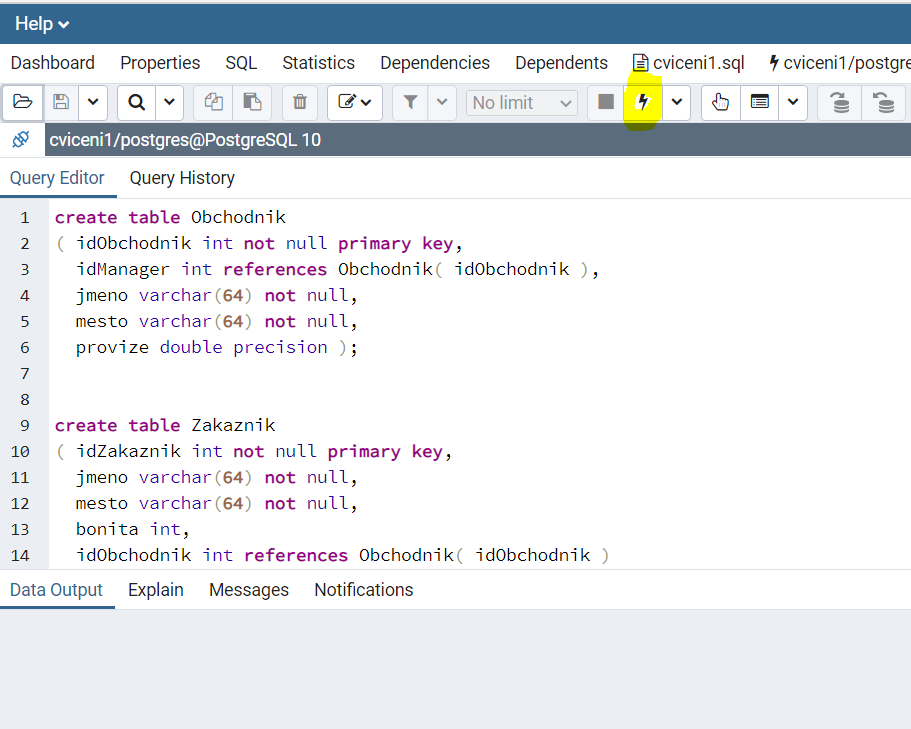 Help
Dashboard Properties SQL Statistics Dependencies Dependents cviceni1.sql cviceni1/postgre
No limit
cviceni1/postgres@PostgreSQL 10
Query Editor Query History
1 create table Obchodnik
2 ( idObchodnik int not null primary key,
3 idManager int references Obchodnik( idObchodnik ),
4 jmeno varchar(64) not null,
5 mesto varchar(64) not null,
6 provize double precision );
7
8
9 create table Zakaznik
10 ( idZakaznik int not null primary key,
11 jmeno varchar(64) not null,
12 mesto varchar(64) not null,
13 bonita int,
14 idObchodnik int references Obchodnik( idObchodnik )
Data Output Explain Messages Notifications